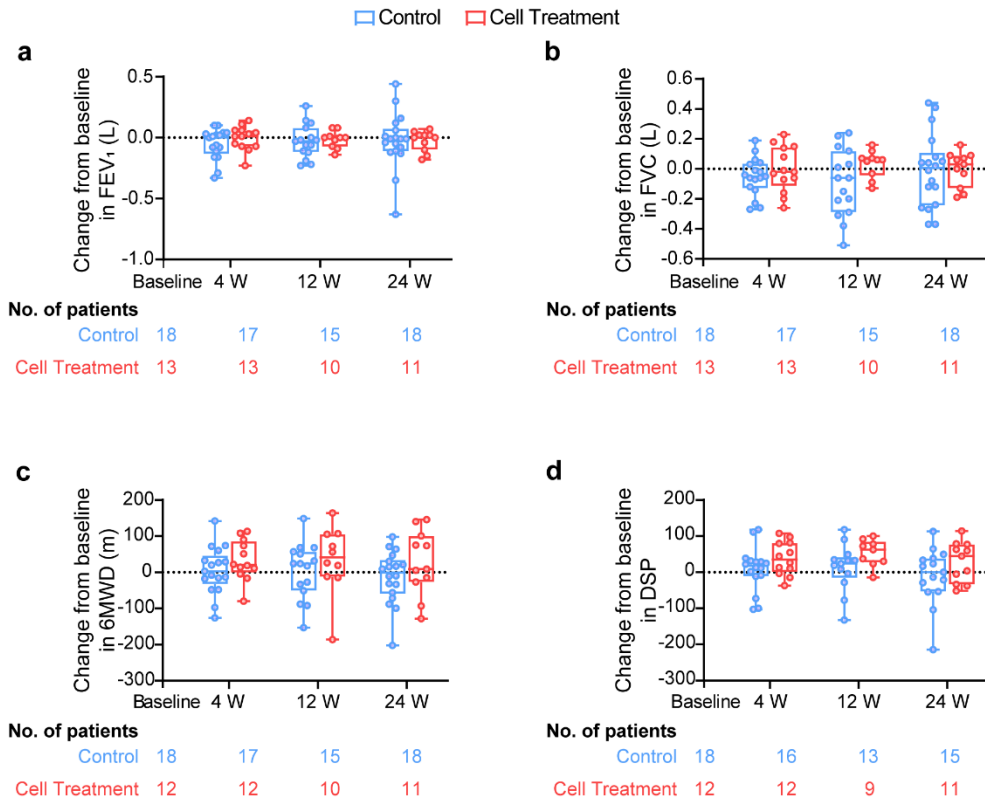 Control Cell Treatment
a
Change from baseline
in FEV₁ (L)
0.5
0.0
-0.5
-1.0
Baseline 4 W 12 W 24 W
No. of patients
Control 18 17 15 18
Cell Treatment 13 13 10 11
b
Change from baseline
in FVC (L)
0.6
0.4
0.2
0.0
-0.2
-0.4
-0.6
Baseline 4 W 12 W 24 W
No. of patients
Control 18 17 15 18
Cell Treatment 13 13 10 11
c
Change from baseline
in 6MWD (m)
200
100
0
-100
-200
-300
Baseline 4 W 12 W 24 W
No. of patients
Control 18 17 15 18
Cell Treatment 12 12 10 11
d
Change from baseline
in DSP
200
100
0
-100
-200
-300
Baseline 4 W 12 W 24 W
No. of patients
Control 18 16 13 15
Cell Treatment 12 12 9 11